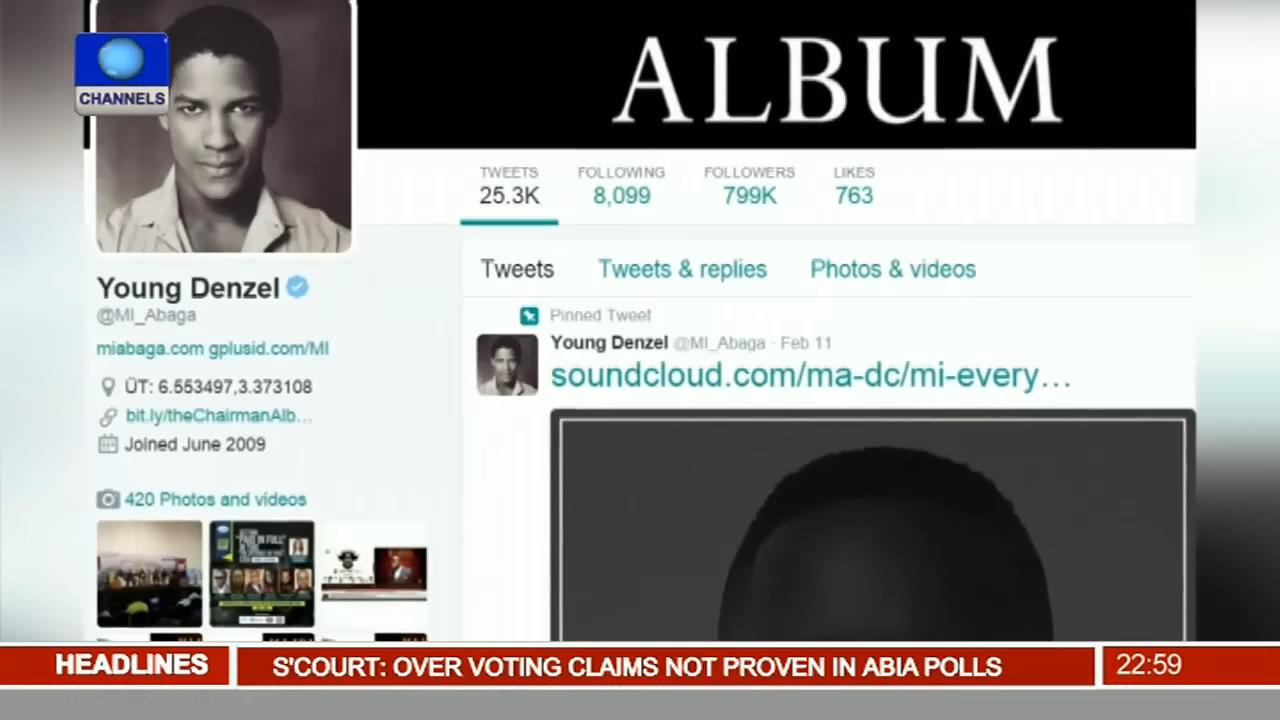 CHANNELS
ALBUM
TWEETS
25.3K
FOLLOWING
8,099
FOLLOWERS
799K
LIKES
763
Young Denzel
@MI_Abaga
miabaga.com gplusid.com/MI
ÜT: 6.553497,3.373108
bit.ly/theChairmanAlb…
Joined June 2009
420 Photos and videos
"PAID IN FULL"
Tweets
Tweets & replies
Photos & videos
Pinned Tweet
Young Denzel @MI_Abaga · Feb 11
soundcloud.com/ma-dc/mi-every…
HEADLINES
S'COURT: OVER VOTING CLAIMS NOT PROVEN IN ABIA POLLS
22:59